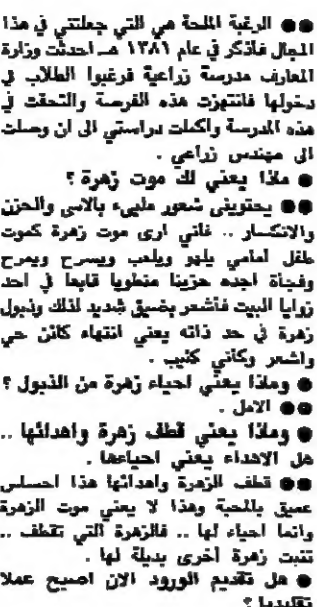 ●● الرغبة الملحة هي التي جعلتني في هذا
المجال فأذكر في عام ١٣٨١ هـ احدثت وزارة
المعارف مدرسة زراعية فرغبوا الطلاب في
دخولها فانتهزت هذه الفرصة والتحقت في
هذه المدرسة واكملت دراستي الى ان وصلت
الى مهندس زراعي .
● ماذا يعني لك موت زهرة ؟
●● يحتويني شعور مليء بالاسى والحزن
والانكسار .. فاني ارى موت زهرة كموت
طفل امامي يلهو ويلعب ويسرح ويمرح
وفجأة اجده حزينا منطويا قابعا في احد
زوايا البيت فأشعر بضيق شديد لذلك وذبول
زهرة في حد ذاته يعني انتهاء كائن حي
واشعر وكأني كئيب .
● وماذا يعني احياء زهرة من الذبول ؟
●● الامل .
● وماذا يعني قطف زهرة واهدائها ..
هل الاهداء يعني احياءها .
●● قطف الزهرة واهدائها هذا احساس
عميق بالمحبة وهذا لا يعني موت الزهرة
وانما احياء لها .. فالزهرة التي تقطف ..
تنبت زهرة أخرى بديلة لها .
● هل تقديم الورود الان اصبح عملا
تقليديا ؟